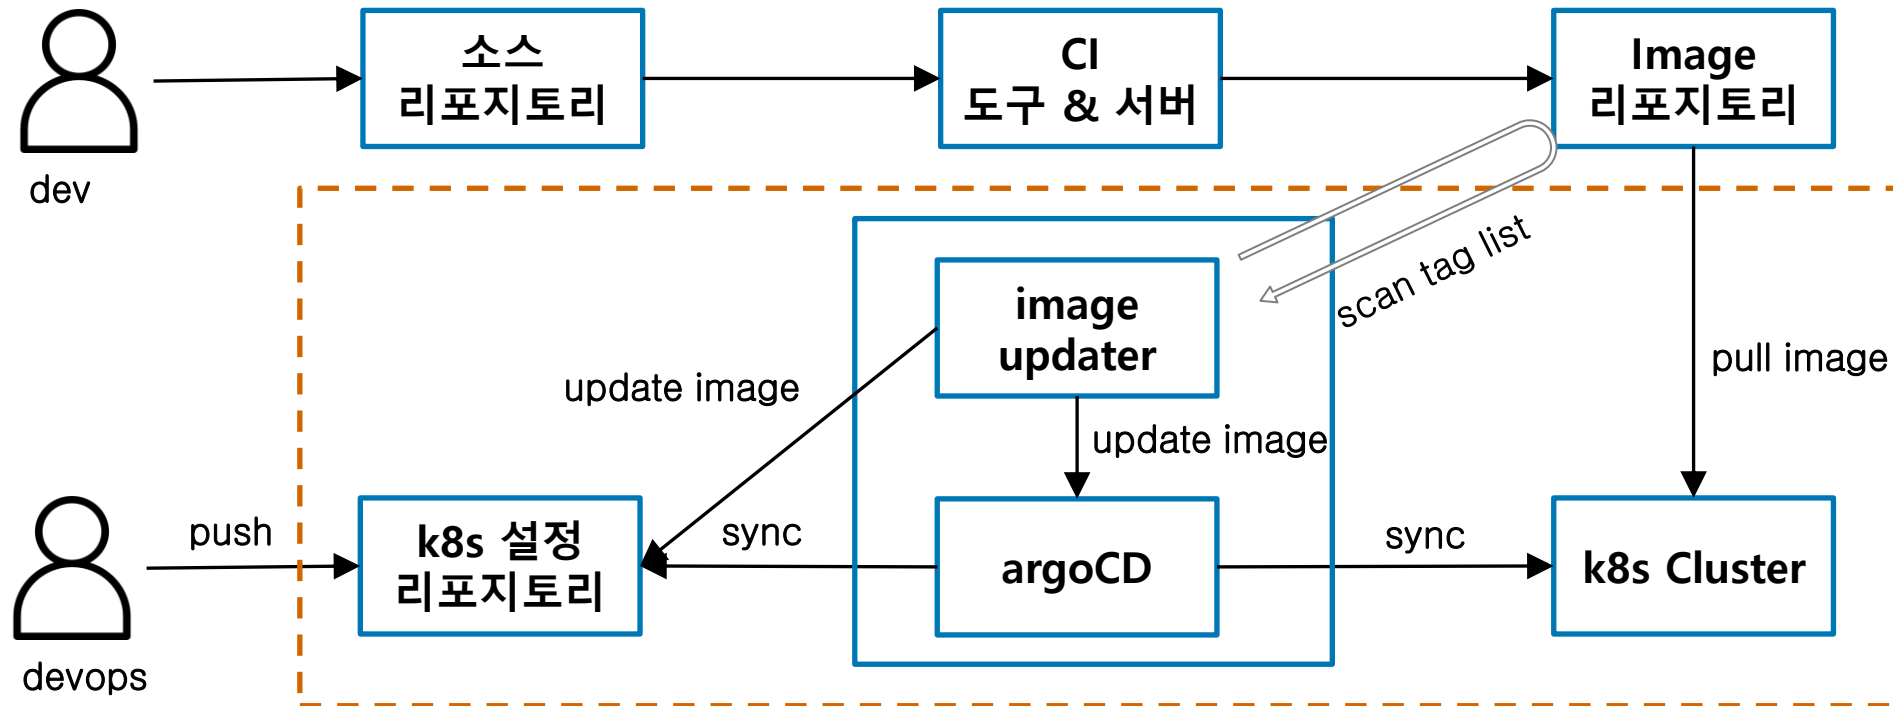 소스
리포지토리
CI
도구 & 서버
Image
리포지토리
dev
scan tag list
image
updater
pull image
update image
update image
push
k8s 설정
리포지토리
sync
argoCD
sync
k8s Cluster
devops